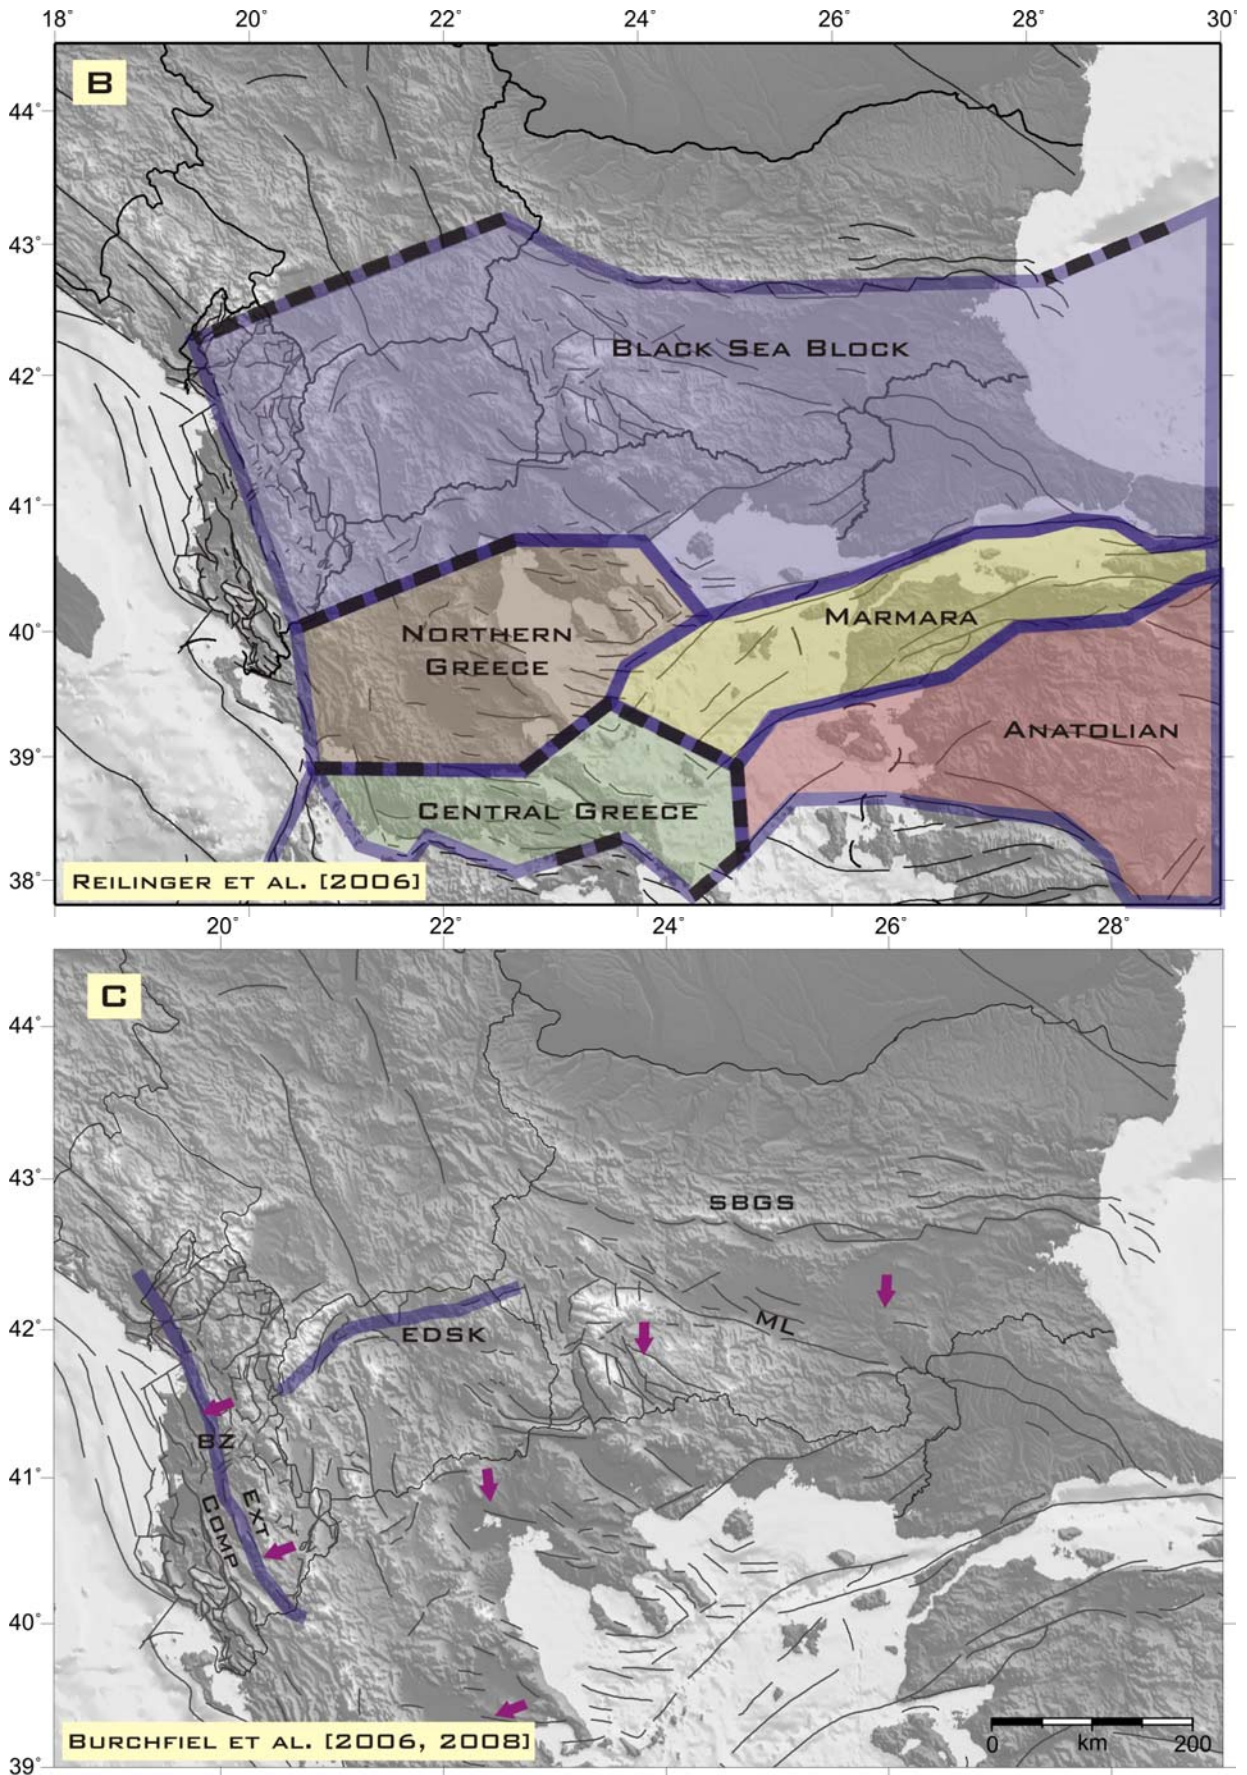 18° 20° 22° 24° 26° 28° 30°
B
44°
43°
BLACK SEA BLOCK
42°
41°
MARMARA
NORTHERN
GREECE
40°
ANATOLIAN
39°
CENTRAL GREECE
REILINGER ET AL. [2006]
38°
20° 22° 24° 26° 28°
C
44°
43°
SBGS
ML
42°
EDSK
BZ
41°
EXT
COMP
40°
BURCHFIEL ET AL. [2006, 2008]
0 km 200
39°